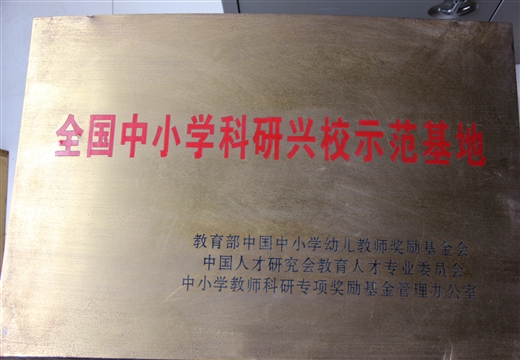 全国中小学科研兴校示范基地
教育部中国中小学幼儿教师奖励基金会
中国人才研究会教育人才专业委员会
中小学教师科研专项奖励基金管理办公室